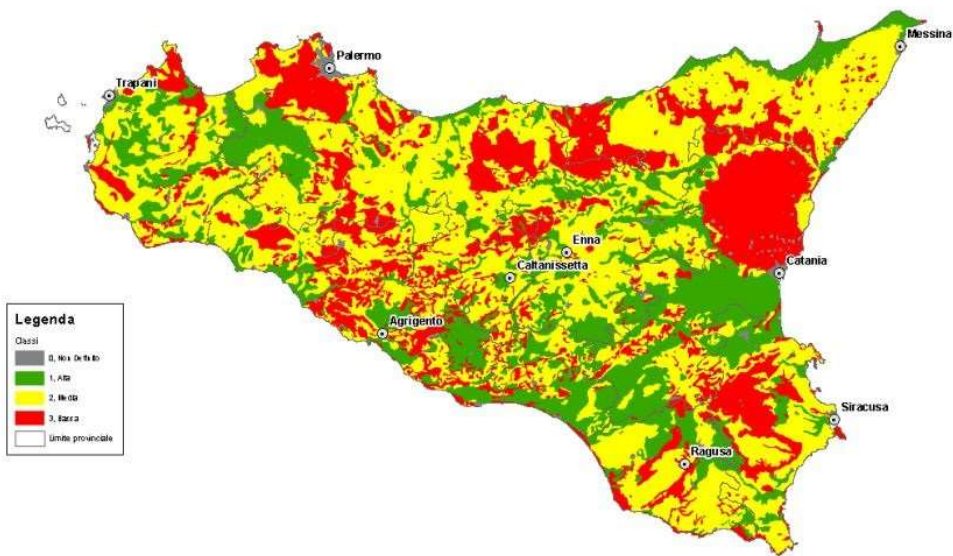 Messina
Palermo
Trapani
Enna
Caltanissetta
Catania
Agrigento
Siracusa
Ragusa
Legenda
Classi
0, Non Definito
1, Alta
2, Media
3, Bassa
Limite provinciale